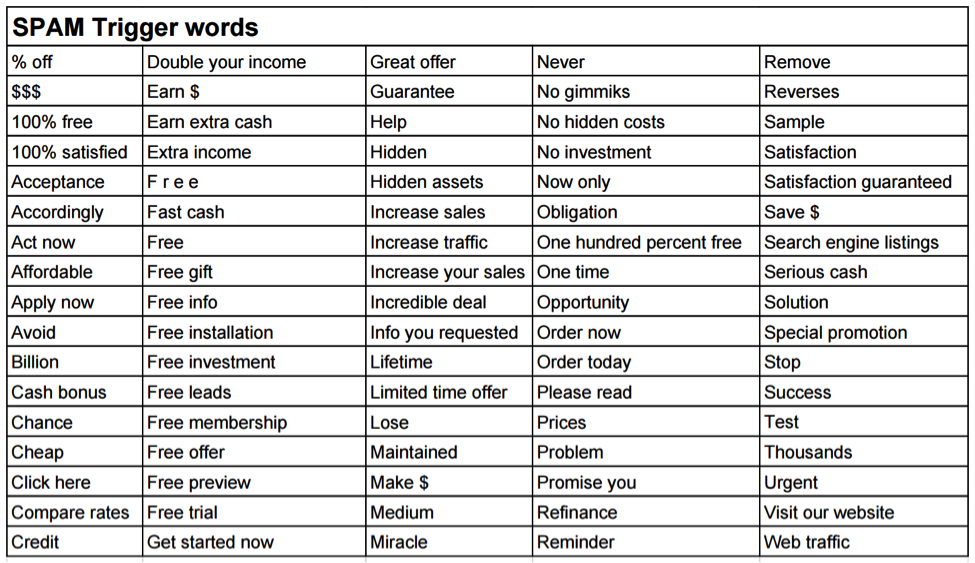 SPAM Trigger words
% off Double your income Great offer Never Remove
$$$ Earn $ Guarantee No gimmiks Reverses
100% free Earn extra cash Help No hidden costs Sample
100% satisfied Extra income Hidden No investment Satisfaction
Acceptance F r e e Hidden assets Now only Satisfaction guaranteed
Accordingly Fast cash Increase sales Obligation Save $
Act now Free Increase traffic One hundred percent free Search engine listings
Affordable Free gift Increase your sales One time Serious cash
Apply now Free info Incredible deal Opportunity Solution
Avoid Free installation Info you requested Order now Special promotion
Billion Free investment Lifetime Order today Stop
Cash bonus Free leads Limited time offer Please read Success
Chance Free membership Lose Prices Test
Cheap Free offer Maintained Problem Thousands
Click here Free preview Make $ Promise you Urgent
Compare rates Free trial Medium Refinance Visit our website
Credit Get started now Miracle Reminder Web traffic